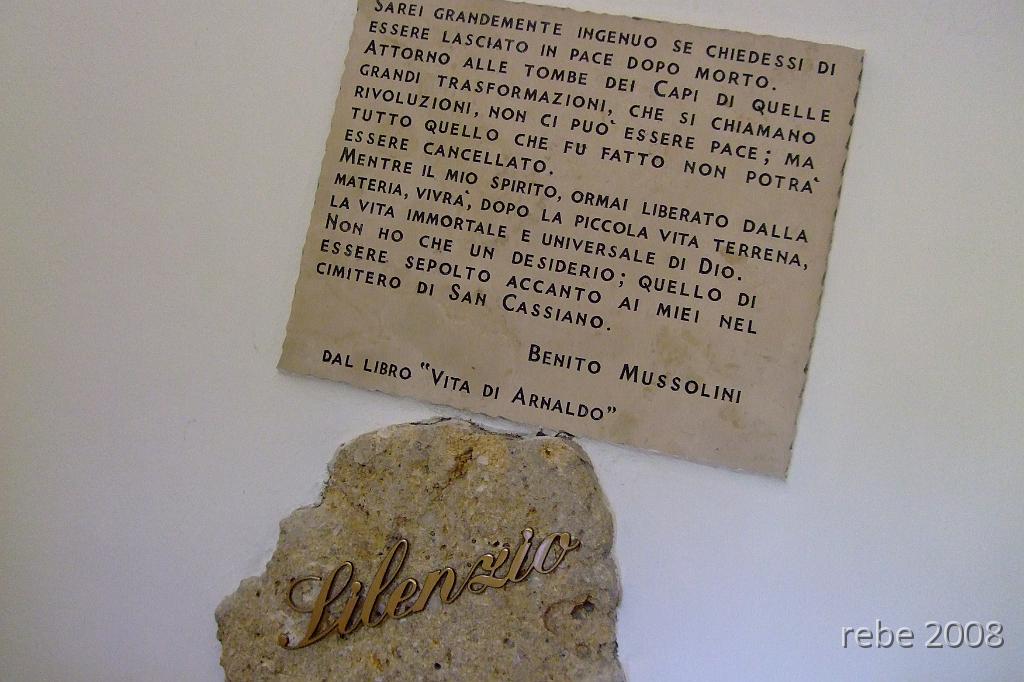 SAREI GRANDEMENTE INGENUO SE CHIEDESSI DI
ESSERE LASCIATO IN PACE DOPO MORTO.
ATTORNO ALLE TOMBE DEI CAPI DI QUELLE
GRANDI TRASFORMAZIONI, CHE SI CHIAMANO
RIVOLUZIONI, NON CI PUO` ESSERE PACE; MA
TUTTO QUELLO CHE FU FATTO NON POTRA`
ESSERE CANCELLATO.
MENTRE IL MIO SPIRITO, ORMAI LIBERATO DALLA
MATERIA, VIVRA`, DOPO LA PICCOLA VITA TERRENA,
LA VITA IMMORTALE E UNIVERSALE DI DIO.
NON HO CHE UN DESIDERIO; QUELLO DI
ESSERE SEPOLTO ACCANTO AI MIEI NEL
CIMITERO DI SAN CASSIANO.
BENITO MUSSOLINI
DAL LIBRO "VITA DI ARNALDO"
Silenzio
rebe 2008